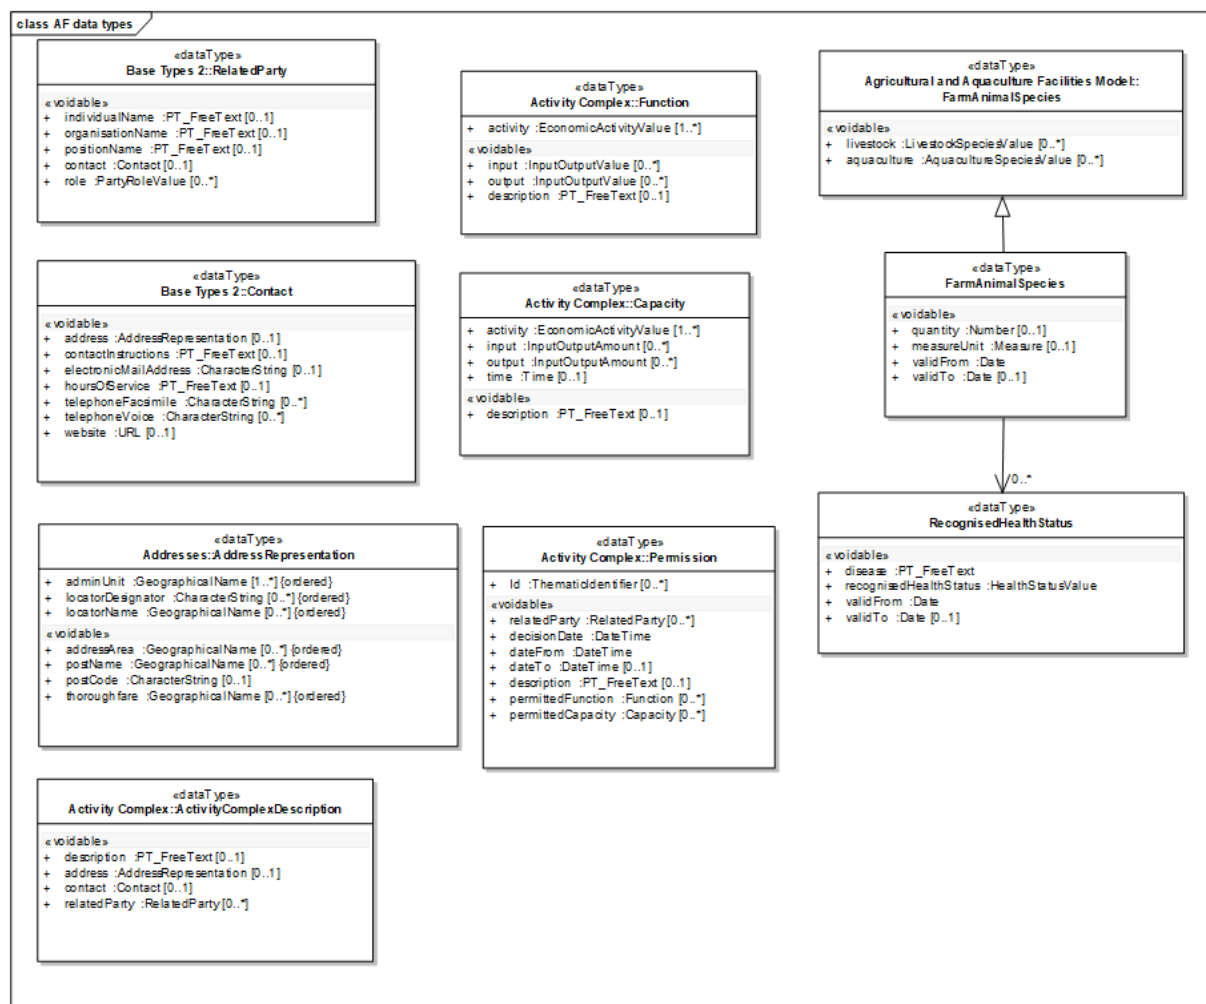 class AF data types
«dataType»
Base Types 2::RelatedParty
«voidable»
+ individualName :PT_FreeText [0..1]
+ organisationName :PT_FreeText [0..1]
+ positionName :PT_FreeText [0..1]
+ contact :Contact [0..1]
+ role :PartyRoleValue [0..*]
«dataType»
Activity Complex::Function
+ activity :EconomicActivityValue [1..*]
«voidable»
+ input :InputOutputValue [0..*]
+ output :InputOutputValue [0..*]
+ description :PT_FreeText [0..1]
«dataType»
Agricultural and Aquaculture Facilities Model::
FarmAnimalSpecies
«voidable»
+ livestock :LivestockSpeciesValue [0..*]
+ aquaculture :AquacultureSpeciesValue [0..*]
«dataType»
Base Types 2::Contact
«voidable»
+ address :AddressRepresentation [0..1]
+ contactInstructions :PT_FreeText [0..1]
+ electronicMailAddress :CharacterString [0..1]
+ hoursOfService :PT_FreeText [0..1]
+ telephoneFacsimile :CharacterString [0..*]
+ telephoneVoice :CharacterString [0..*]
+ website :URL [0..1]
«dataType»
Activity Complex::Capacity
+ activity :EconomicActivityValue [1..*]
+ input :InputOutputAmount [0..*]
+ output :InputOutputAmount [0..*]
+ time :Time [0..1]
«voidable»
+ description :PT_FreeText [0..1]
«dataType»
FarmAnimalSpecies
«voidable»
+ quantity :Number [0..1]
+ measureUnit :Measure [0..1]
+ validFrom :Date
+ validTo :Date [0..1]
0..*
«dataType»
RecognisedHealthStatus
«voidable»
+ disease :PT_FreeText
+ recognisedHealthStatus :HealthStatusValue
+ validFrom :Date
+ validTo :Date [0..1]
«dataType»
Addresses::AddressRepresentation
+ adminUnit :GeographicalName [1..*] {ordered}
+ locatorDesignator :CharacterString [0..*] {ordered}
+ locatorName :GeographicalName [0..*] {ordered}
«voidable»
+ addressArea :GeographicalName [0..*] {ordered}
+ postName :GeographicalName [0..*] {ordered}
+ postCode :CharacterString [0..1]
+ thoroughfare :GeographicalName [0..*] {ordered}
«dataType»
Activity Complex::Permission
+ Id :ThematicIdentifier [0..*]
«voidable»
+ relatedParty :RelatedParty [0..*]
+ decisionDate :DateTime
+ dateFrom :DateTime
+ dateTo :DateTime [0..1]
+ description :PT_FreeText [0..1]
+ permittedFunction :Function [0..*]
+ permittedCapacity :Capacity [0..*]
«dataType»
Activity Complex::ActivityComplexDescription
«voidable»
+ description :PT_FreeText [0..1]
+ address :AddressRepresentation [0..1]
+ contact :Contact [0..1]
+ relatedParty :RelatedParty [0..*]